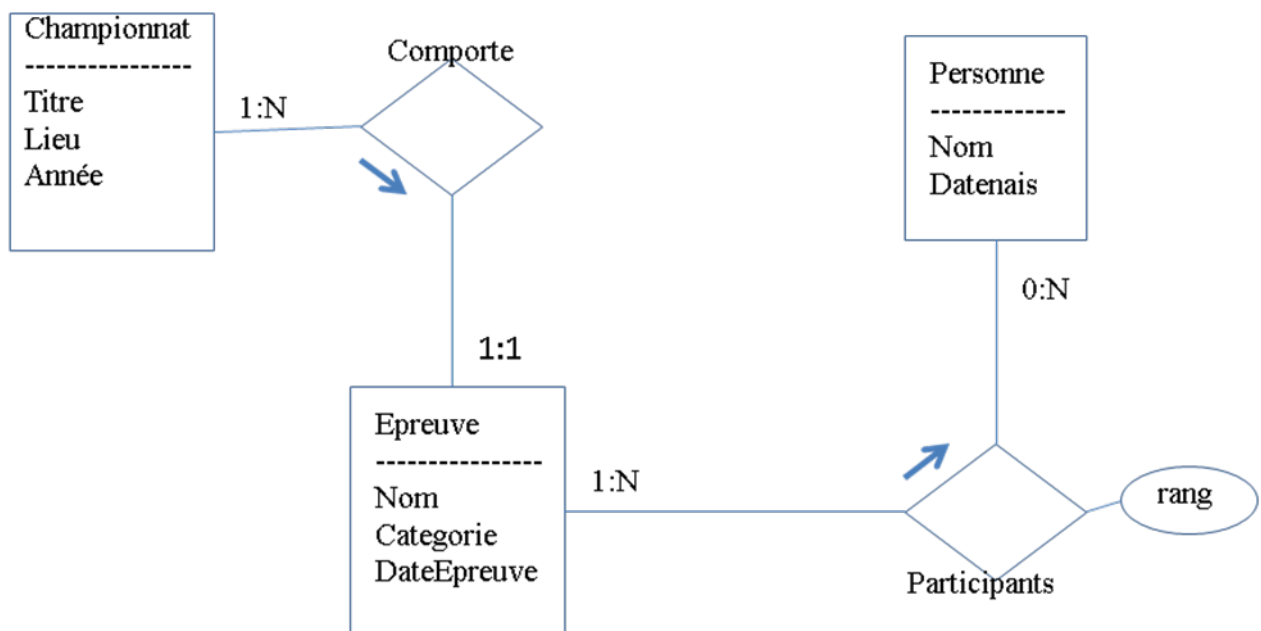 Championnat
----------------
Titre
Lieu
Année
1:N
Comporte
Personne
-------------
Nom
Datenais
0:N
1:1
Epreuve
----------------
Nom
Categorie
DateEpreuve
1:N
rang
Participants